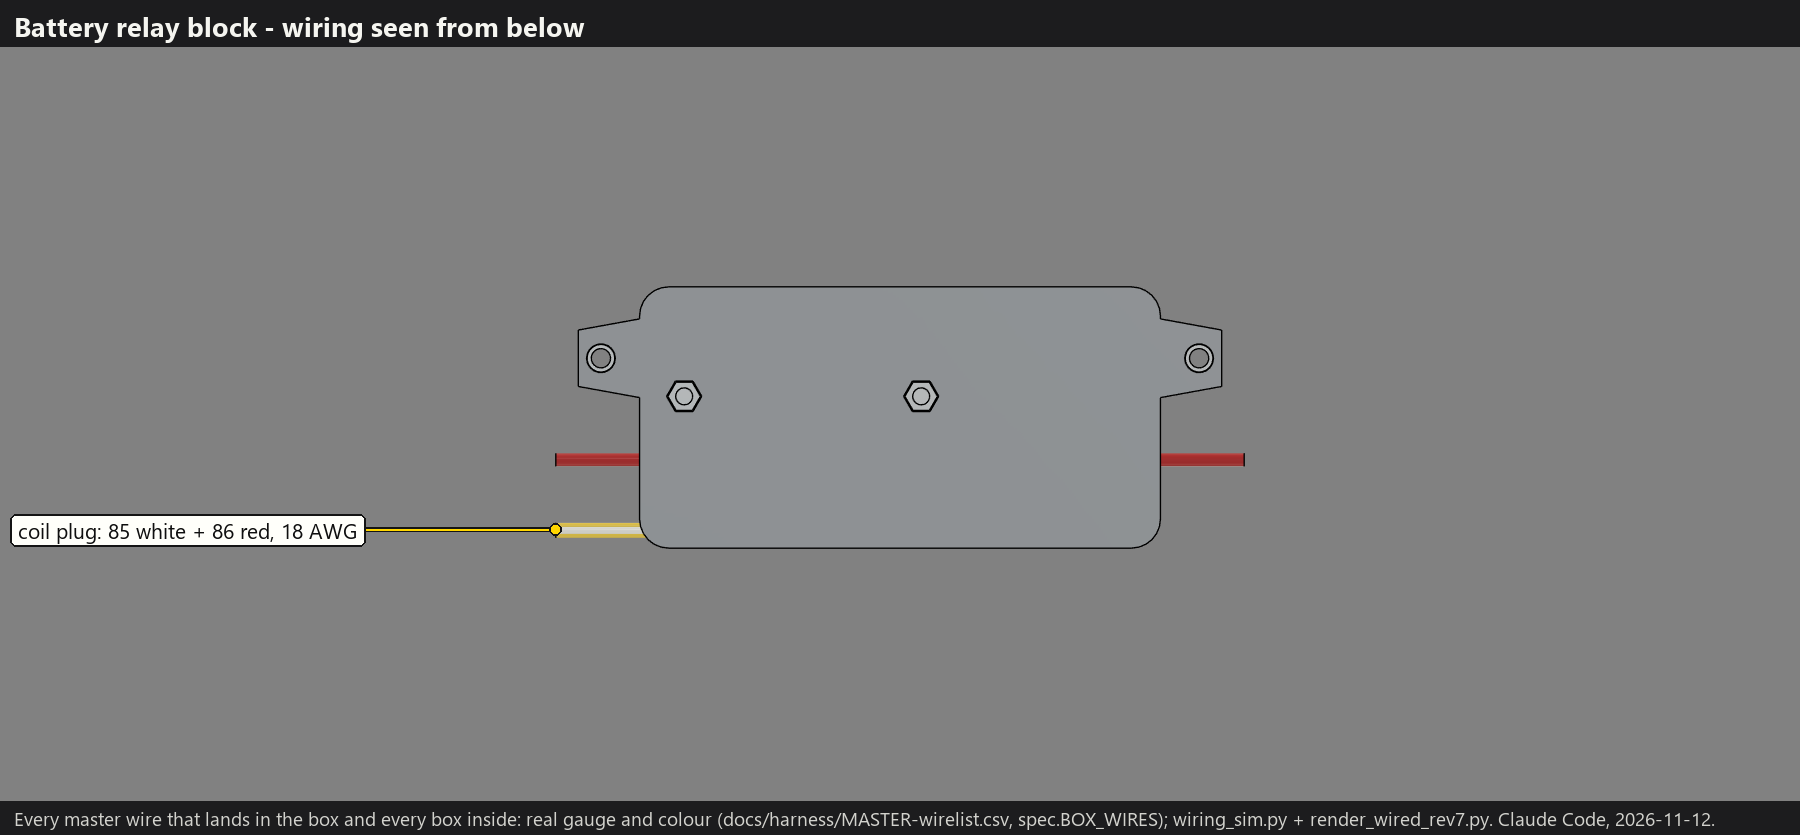 Battery relay block - wiring seen from below
coil plug: 85 white + 86 red, 18 AWG
Every master wire that lands in the box and every box inside: real gauge and colour (docs/harness/MASTER-wirelist.csv, spec.BOX_WIRES); wiring_sim.py + render_wired_rev7.py. Claude Code, 2026-11-12.